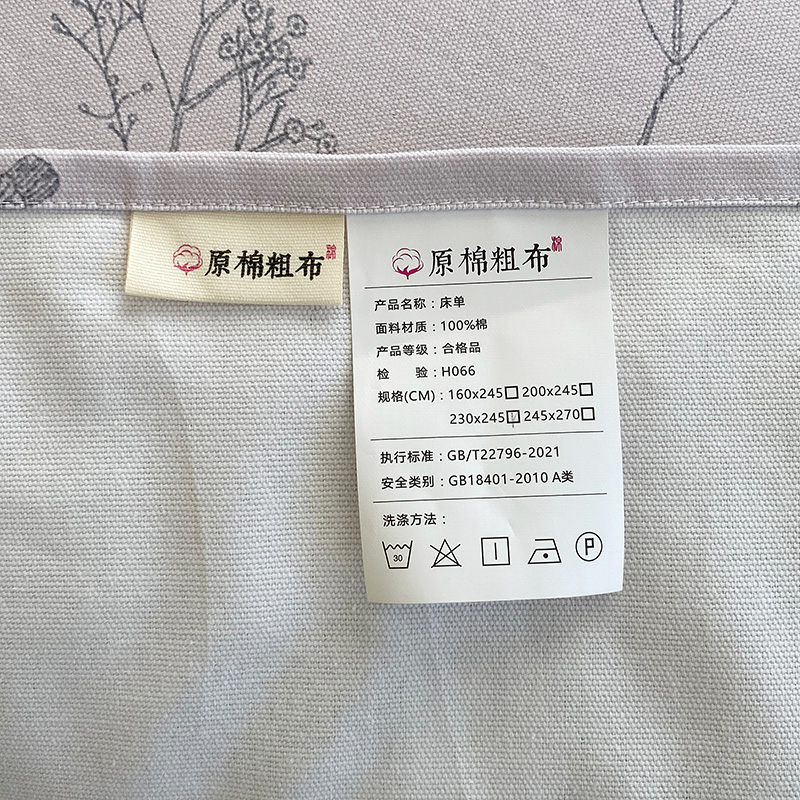 原棉粗布
原棉粗布
产品名称：床单
面料材质：100%棉
产品等级：合格品
检 验：H066
规格(CM)：160x245□ 200x245□
230x245☑ 245x270□
执行标准：GB/T22796-2021
安全类别：GB18401-2010 A类
洗涤方法：
30
P